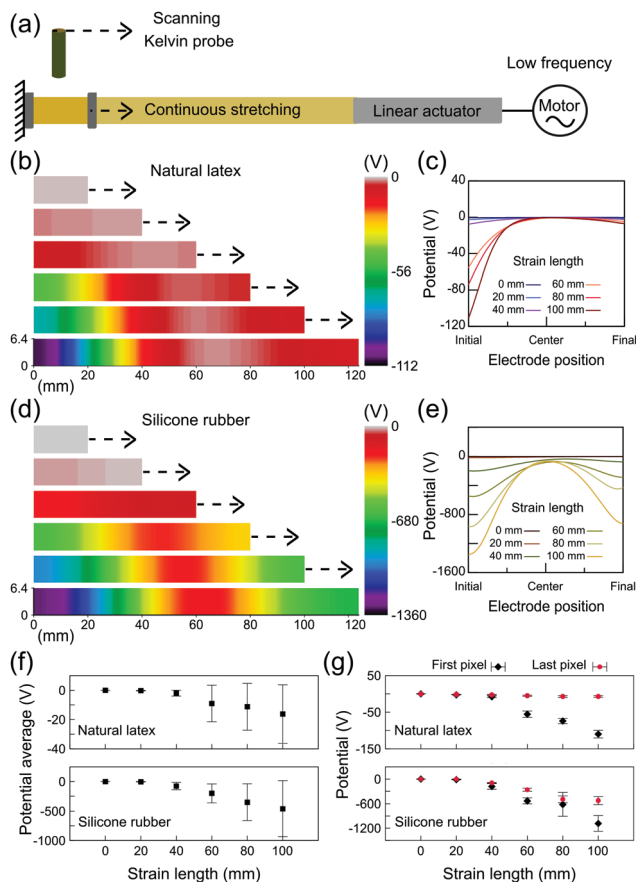 (a)
Scanning
Kelvin probe
Low frequency
Continuous stretching
Linear actuator
Motor
(b)
Natural latex
(V)
0
-56
-112
6.4
0
0 20 40 60 80 100 120
(mm)
(c)
Potential (V)
40
0
-40
-80
-120
Strain length
0 mm 60 mm
20 mm 80 mm
40 mm 100 mm
Initial Center Final
Electrode position
(d)
Silicone rubber
(V)
0
-680
-1360
6.4
0
0 20 40 60 80 100 120
(mm)
(e)
Potential (V)
0
-800
-1600
Strain length
0 mm 60 mm
20 mm 80 mm
40 mm 100 mm
Initial Center Final
Electrode position
(f)
Potential average (V)
0
-20
-40
Natural latex
0
-500
-1000
Silicone rubber
0 20 40 60 80 100
Strain length (mm)
(g)
First pixel Last pixel
Potential (V)
50
-50
-150
Natural latex
0
-600
-1200
Silicone rubber
0 20 40 60 80 100
Strain length (mm)